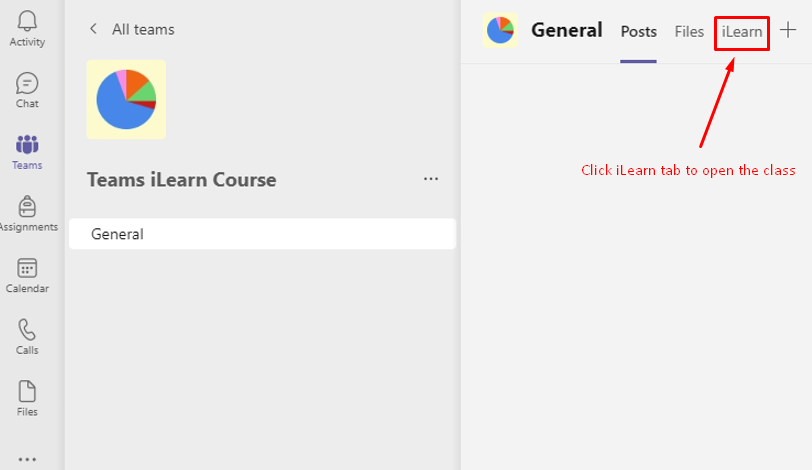 Activity
Chat
Teams
Assignments
Calendar
Calls
Files
All teams
Teams iLearn Course
General
General Posts Files iLearn
Click iLearn tab to open the class